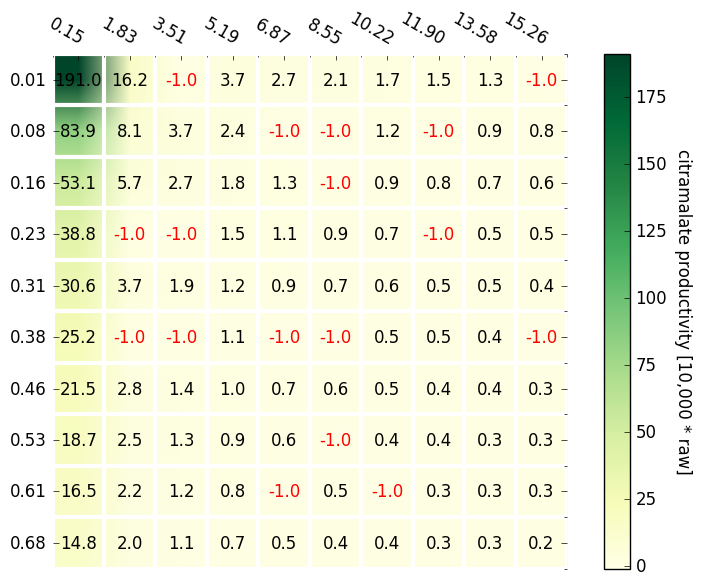 0.15 1.83 3.51 5.19 6.87 8.55 10.22 11.90 13.58 15.26
0.01 191.0 16.2 -1.0 3.7 2.7 2.1 1.7 1.5 1.3 -1.0
0.08 83.9 8.1 3.7 2.4 -1.0 -1.0 1.2 -1.0 0.9 0.8
0.16 53.1 5.7 2.7 1.8 1.3 -1.0 0.9 0.8 0.7 0.6
0.23 38.8 -1.0 -1.0 1.5 1.1 0.9 0.7 -1.0 0.5 0.5
0.31 30.6 3.7 1.9 1.2 0.9 0.7 0.6 0.5 0.5 0.4
0.38 25.2 -1.0 -1.0 1.1 -1.0 -1.0 0.5 0.5 0.4 -1.0
0.46 21.5 2.8 1.4 1.0 0.7 0.6 0.5 0.4 0.4 0.3
0.53 18.7 2.5 1.3 0.9 0.6 -1.0 0.4 0.4 0.3 0.3
0.61 16.5 2.2 1.2 0.8 -1.0 0.5 -1.0 0.3 0.3 0.3
0.68 14.8 2.0 1.1 0.7 0.5 0.4 0.4 0.3 0.3 0.2
175
150
125
100
75
50
25
0
citramalate productivity [10,000 * raw]